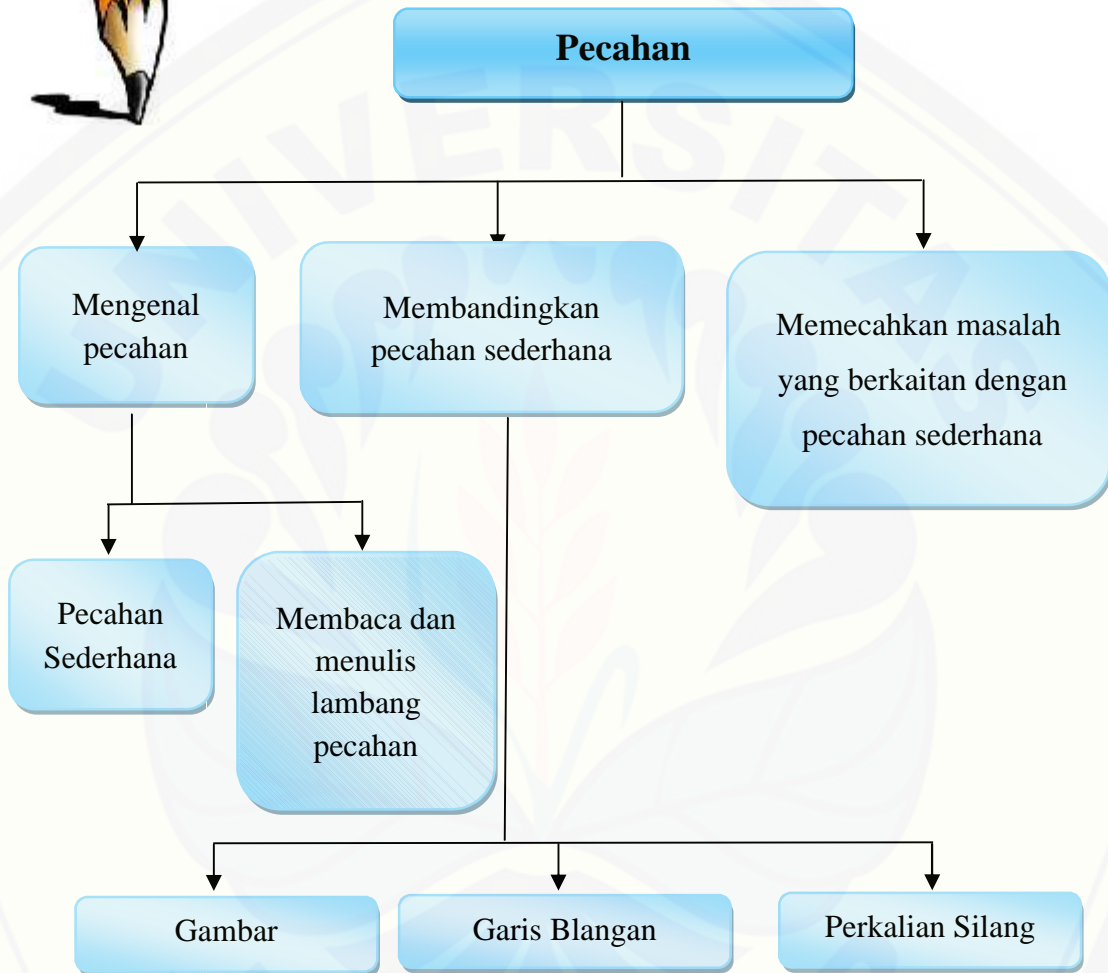 Pecahan
Mengenal
pecahan
Membandingkan
pecahan sederhana
Memecahkan masalah
yang berkaitan dengan
pecahan sederhana
Pecahan
Sederhana
Membaca dan
menulis
lambang
pecahan
Gambar
Garis Blangan
Perkalian Silang
UNIVERSITAS